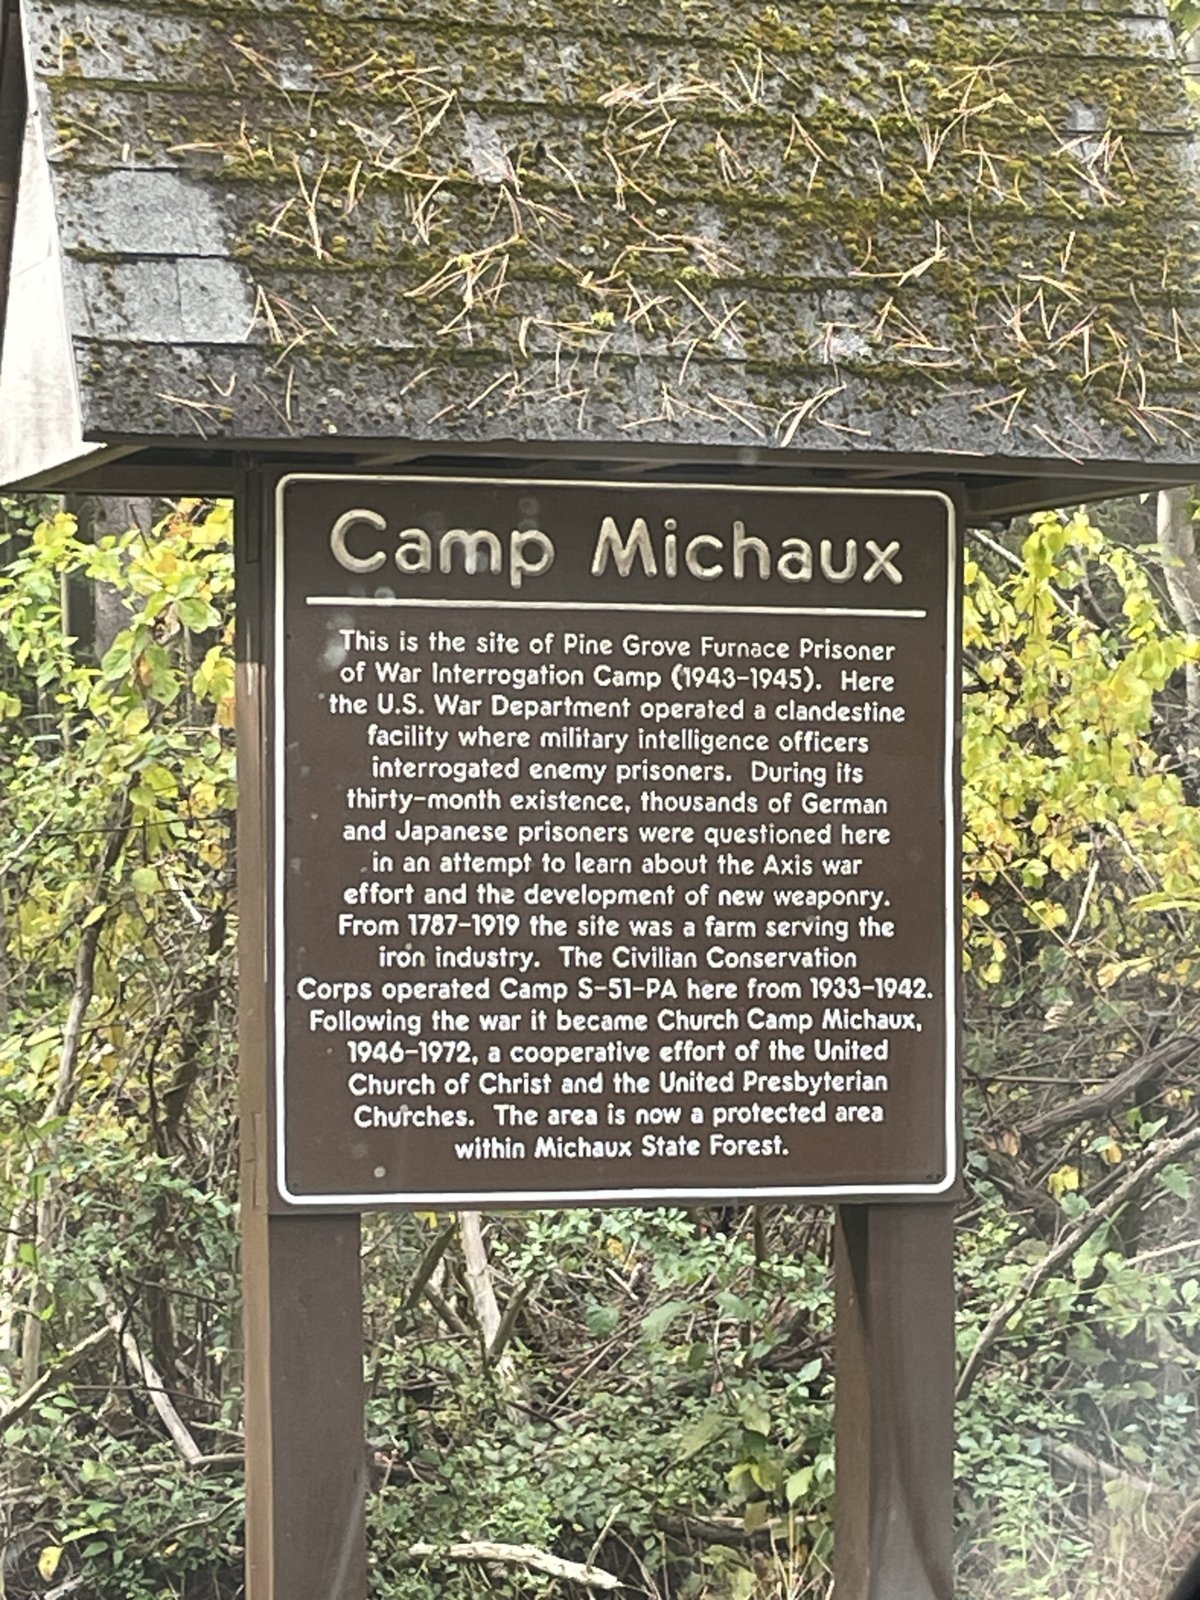 Camp Michaux
This is the site of Pine Grove Furnace Prisoner
of War Interrogation Camp (1943-1945). Here
the U.S. War Department operated a clandestine
facility where military intelligence officers
interrogated enemy prisoners. During its
thirty-month existence, thousands of German
and Japanese prisoners were questioned here
in an attempt to learn about the Axis war
effort and the development of new weaponry.
From 1787-1919 the site was a farm serving the
iron industry. The Civilian Conservation
Corps operated Camp S-51-PA here from 1933-1942.
Following the war it became Church Camp Michaux,
1946-1972, a cooperative effort of the United
Church of Christ and the United Presbyterian
Churches. The area is now a protected area
within Michaux State Forest.